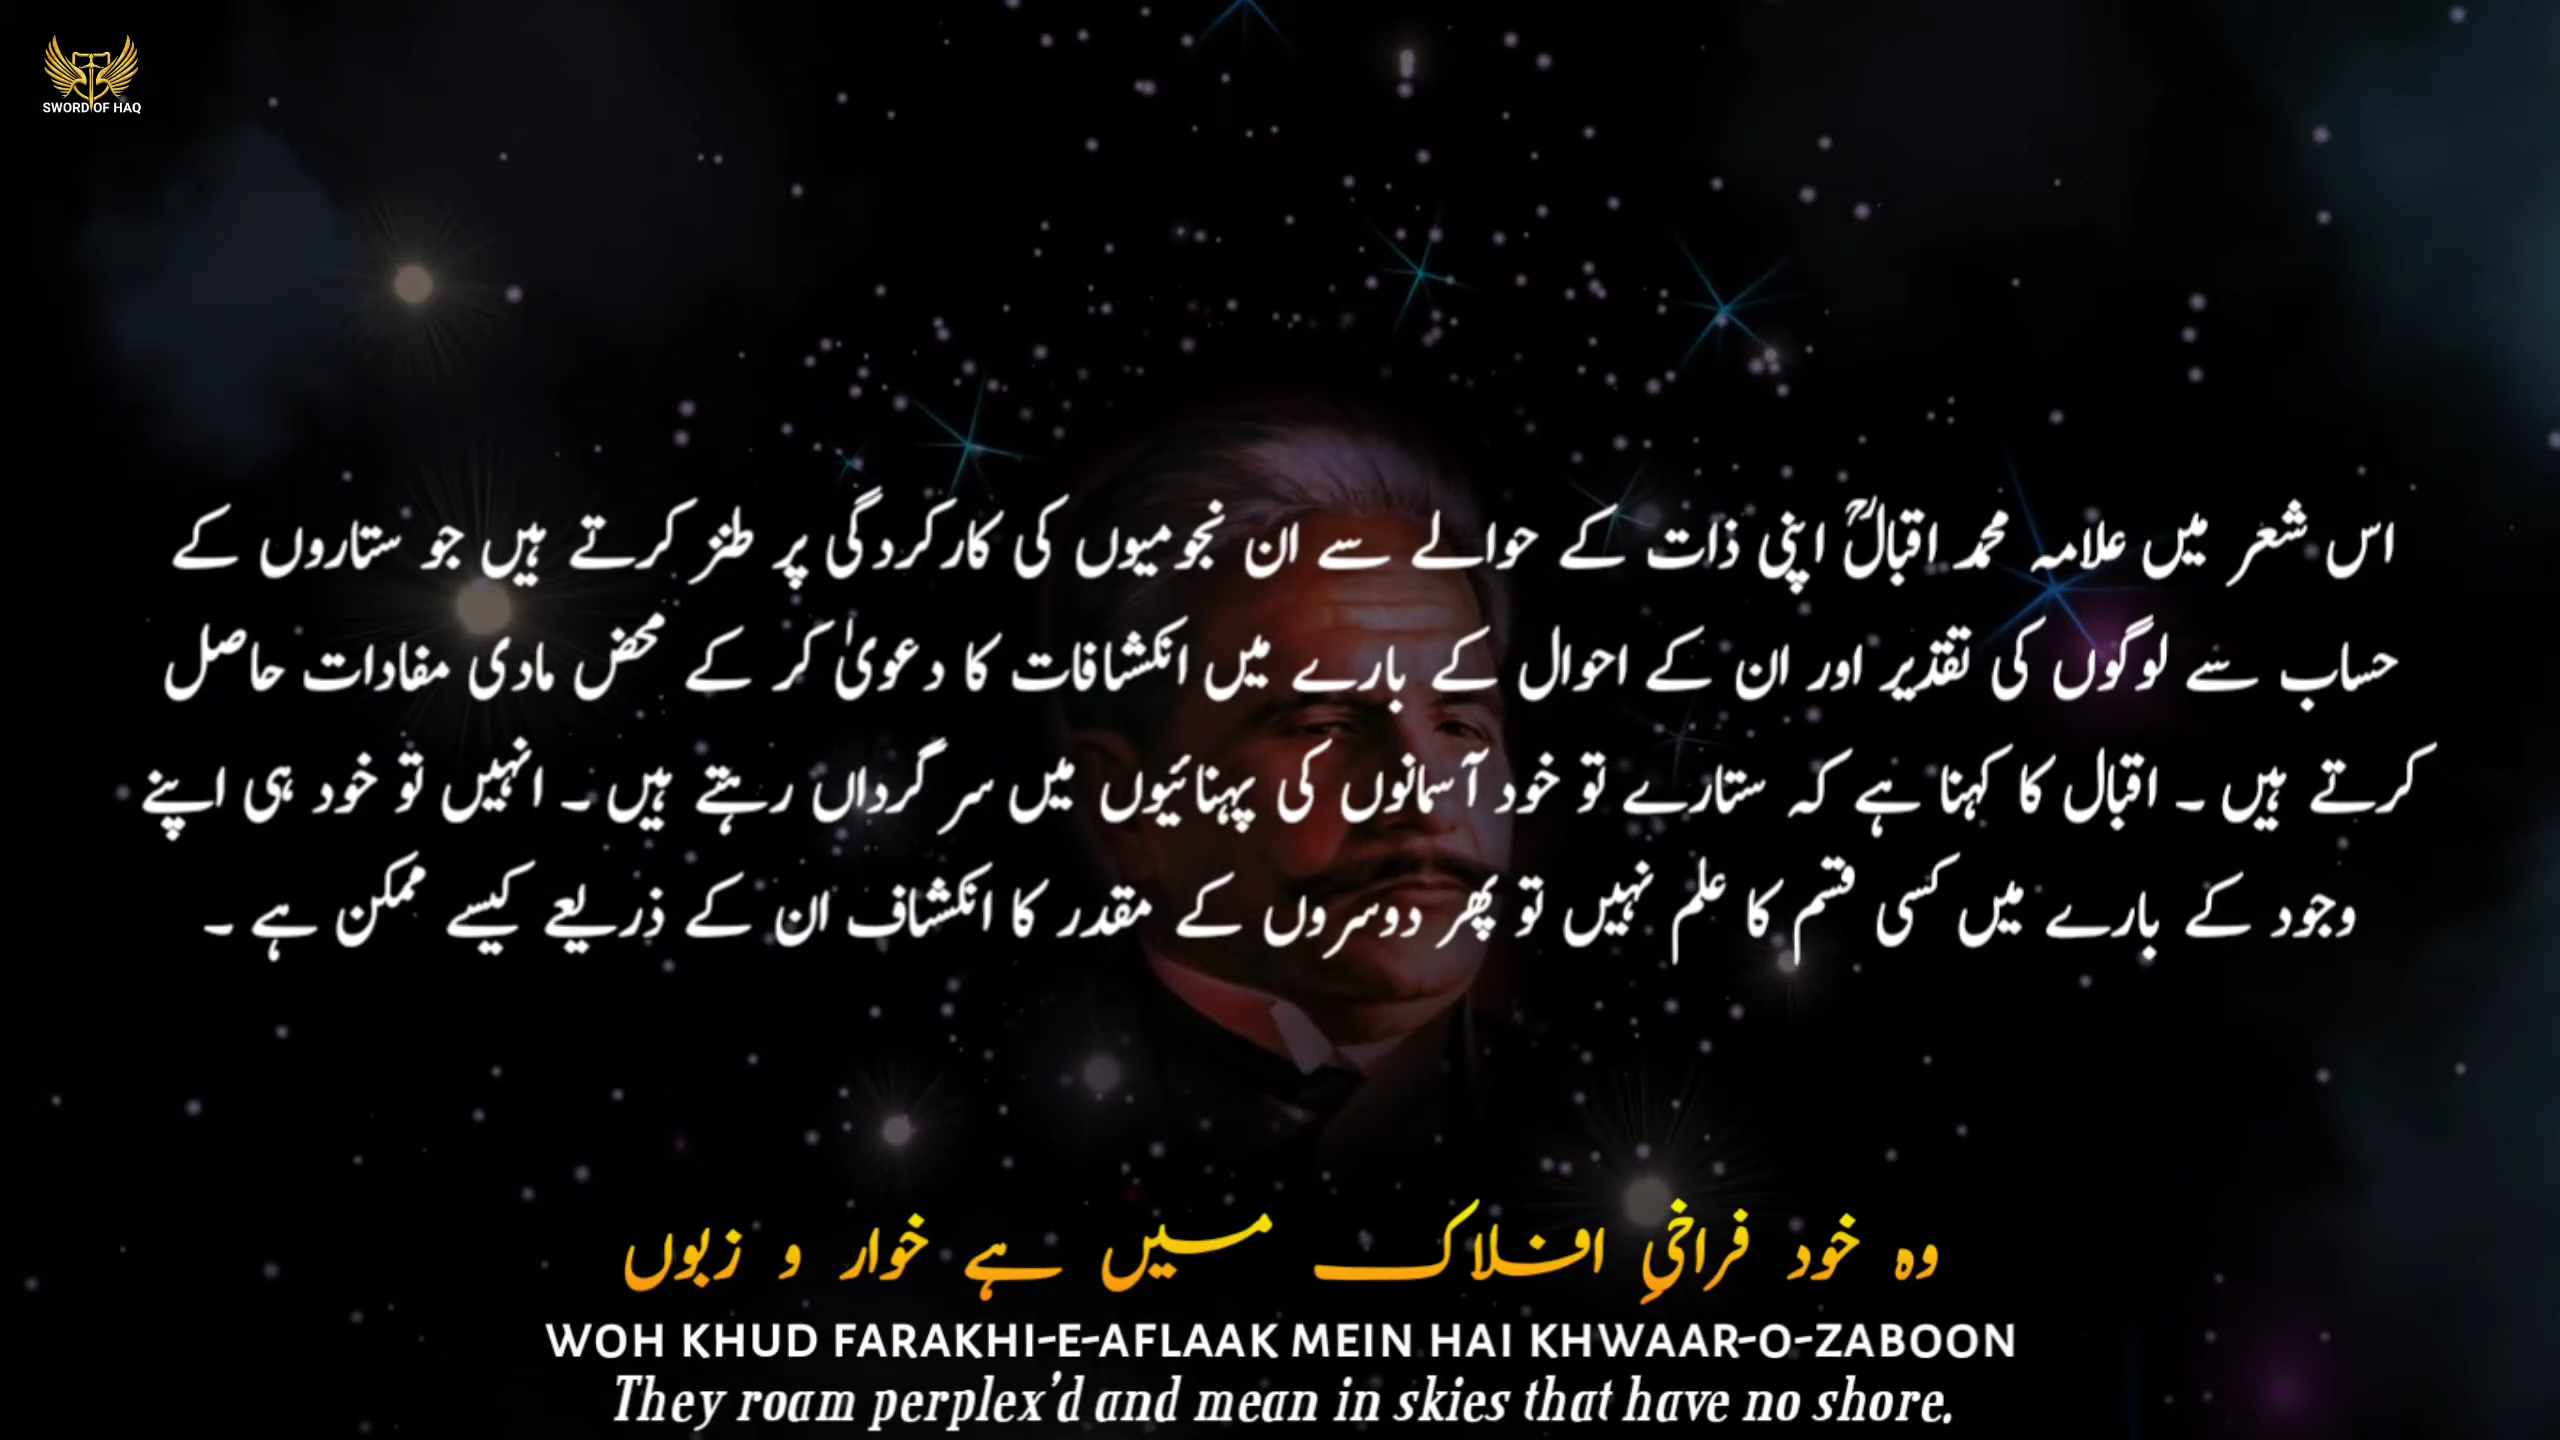 SWORD OF HAQ
اس شعر میں علامہ محمد اقبالؒ اپنی ذات کے حوالے سے ان نجومیوں کی کارکردگی پر طنز کرتے ہیں جو ستاروں کے
حساب سے لوگوں کی تقدیر اور ان کے احوال کے بارے میں انکشافات کا دعویٰ کر کے محض مادی مفادات حاصل
کرتے ہیں ۔ اقبال کا کہنا ہے کہ ستارے تو خود آسمانوں کی پہنائیوں میں سر گرداں رہتے ہیں ۔ انہیں تو خود ہی اپنے
وجود کے بارے میں کسی قسم کا علم نہیں تو پھر دوسروں کے مقدر کا انکشاف ان کے ذریعے کیسے ممکن ہے ۔
وہ خود فراخیِ افلاک میں ہے خوار و زبوں
WOH KHUD FARAKHI-E-AFLAAK MEIN HAI KHWAAR-O-ZABOON
They roam perplex'd and mean in skies that have no shore.